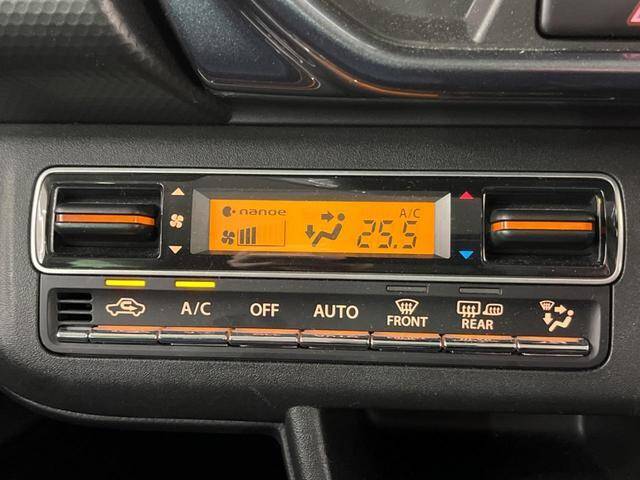 nanoe
A/C
25.5
A/C OFF AUTO FRONT REAR